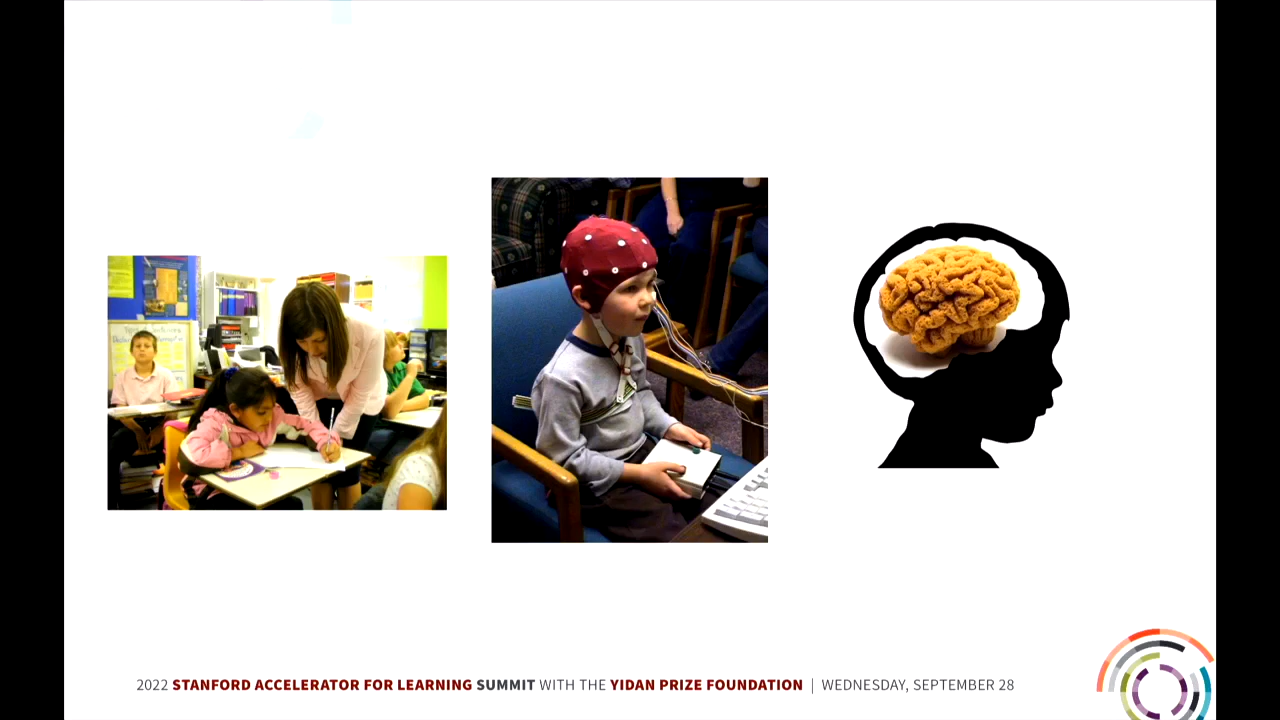 2022 STANFORD ACCELERATOR FOR LEARNING SUMMIT WITH THE YIDAN PRIZE FOUNDATION | WEDNESDAY, SEPTEMBER 28